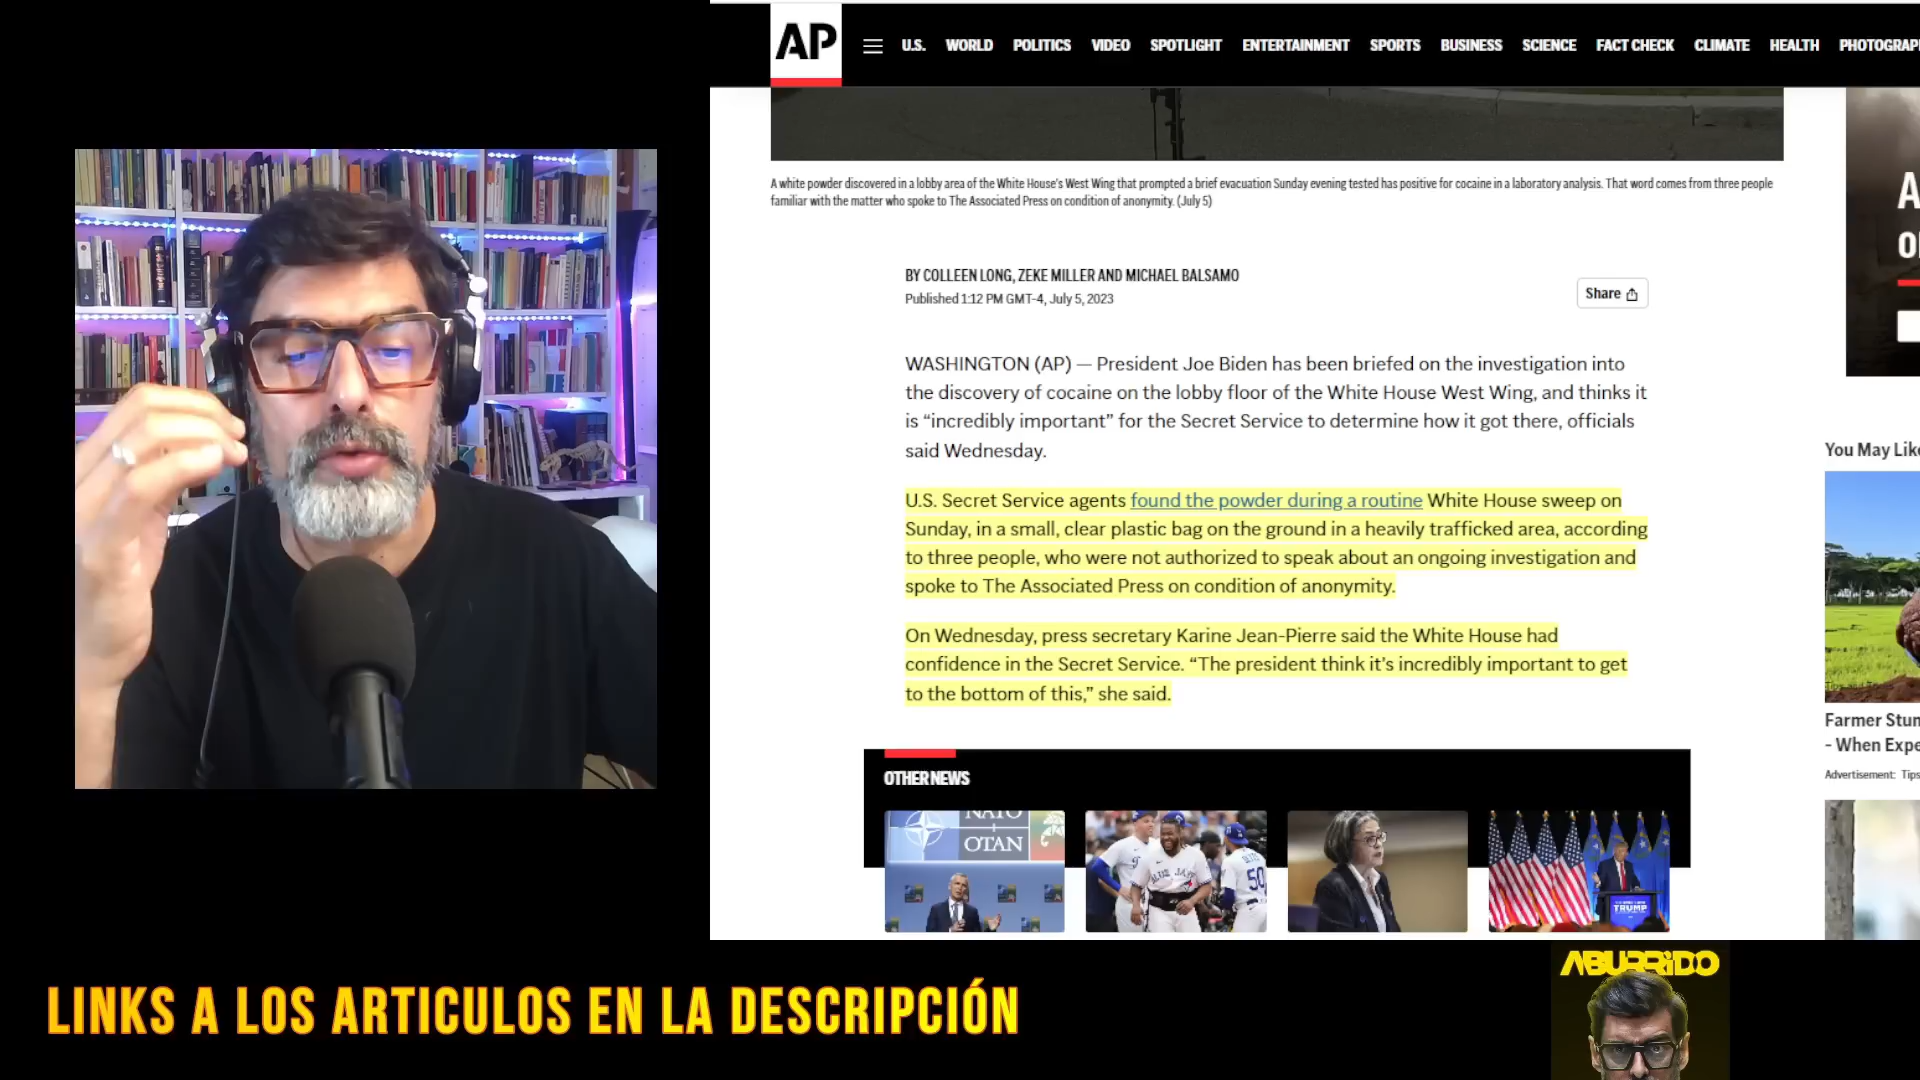 AP
U.S. WORLD POLITICS VIDEO SPOTLIGHT ENTERTAINMENT SPORTS BUSINESS SCIENCE FACT CHECK CLIMATE HEALTH
A white powder discovered in a lobby area of the White House's West Wing that prompted a brief evacuation Sunday evening tested has positive for cocaine in a laboratory analysis. That word comes from three people
familiar with the matter who spoke to The Associated Press on condition of anonymity. (July 5)
BY COLLEEN LONG, ZEKE MILLER AND MICHAEL BALSAMO
Published 1:12 PM GMT-4, July 5, 2023
Share
WASHINGTON (AP) — President Joe Biden has been briefed on the investigation into
the discovery of cocaine on the lobby floor of the White House West Wing, and thinks it
is “incredibly important” for the Secret Service to determine how it got there, officials
said Wednesday.
U.S. Secret Service agents found the powder during a routine White House sweep on
Sunday, in a small, clear plastic bag on the ground in a heavily trafficked area, according
to three people, who were not authorized to speak about an ongoing investigation and
spoke to The Associated Press on condition of anonymity.
On Wednesday, press secretary Karine Jean-Pierre said the White House had
confidence in the Secret Service. “The president think it’s incredibly important to get
to the bottom of this,” she said.
OTHER NEWS
NATO
OTAN
BLUE JAYS
50
TRUMP
You May Like
Farmer
- When
Advertisement: Tips
LINKS A LOS ARTICULOS EN LA DESCRIPCIÓN
ABURRIDO